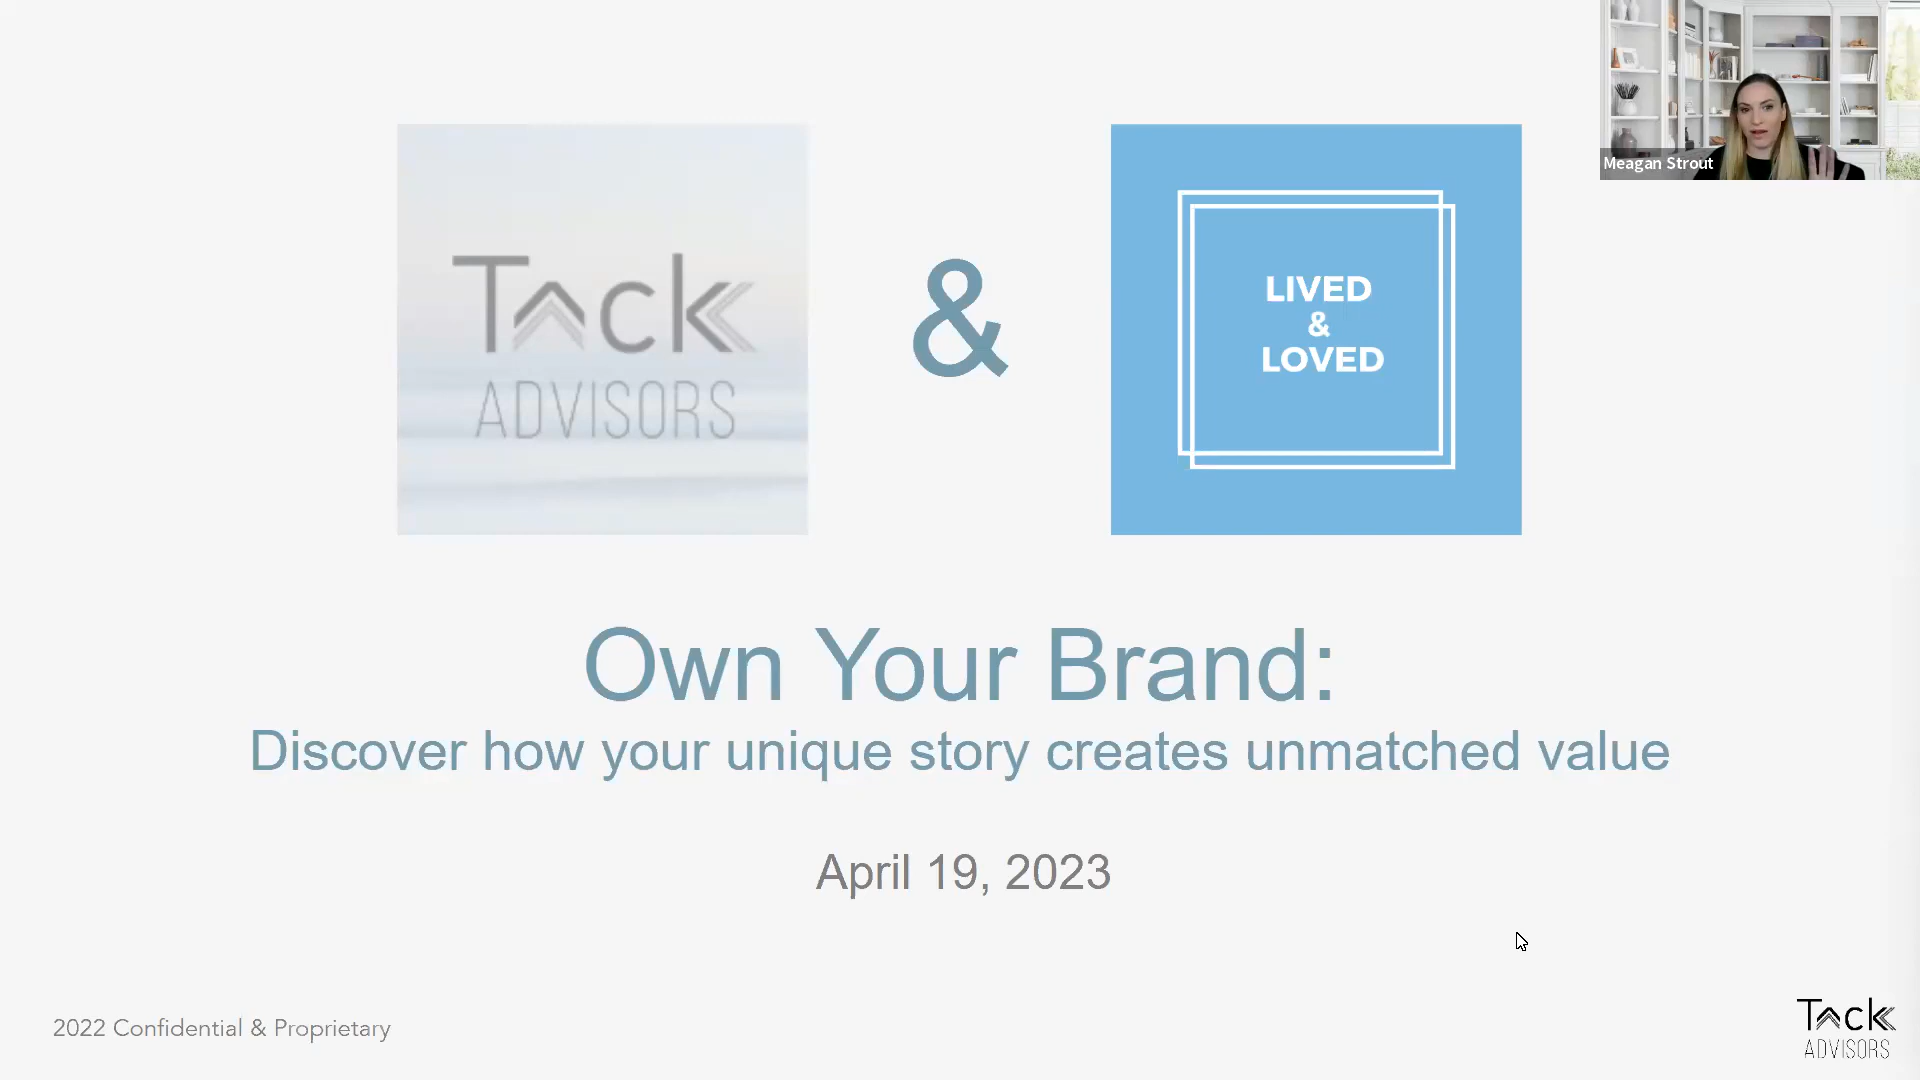 Tack
ADVISORS
&
LIVED
&
LOVED
Meagan Strout
Own Your Brand:
Discover how your unique story creates unmatched value
April 19, 2023
2022 Confidential & Proprietary
Tack
ADVISORS